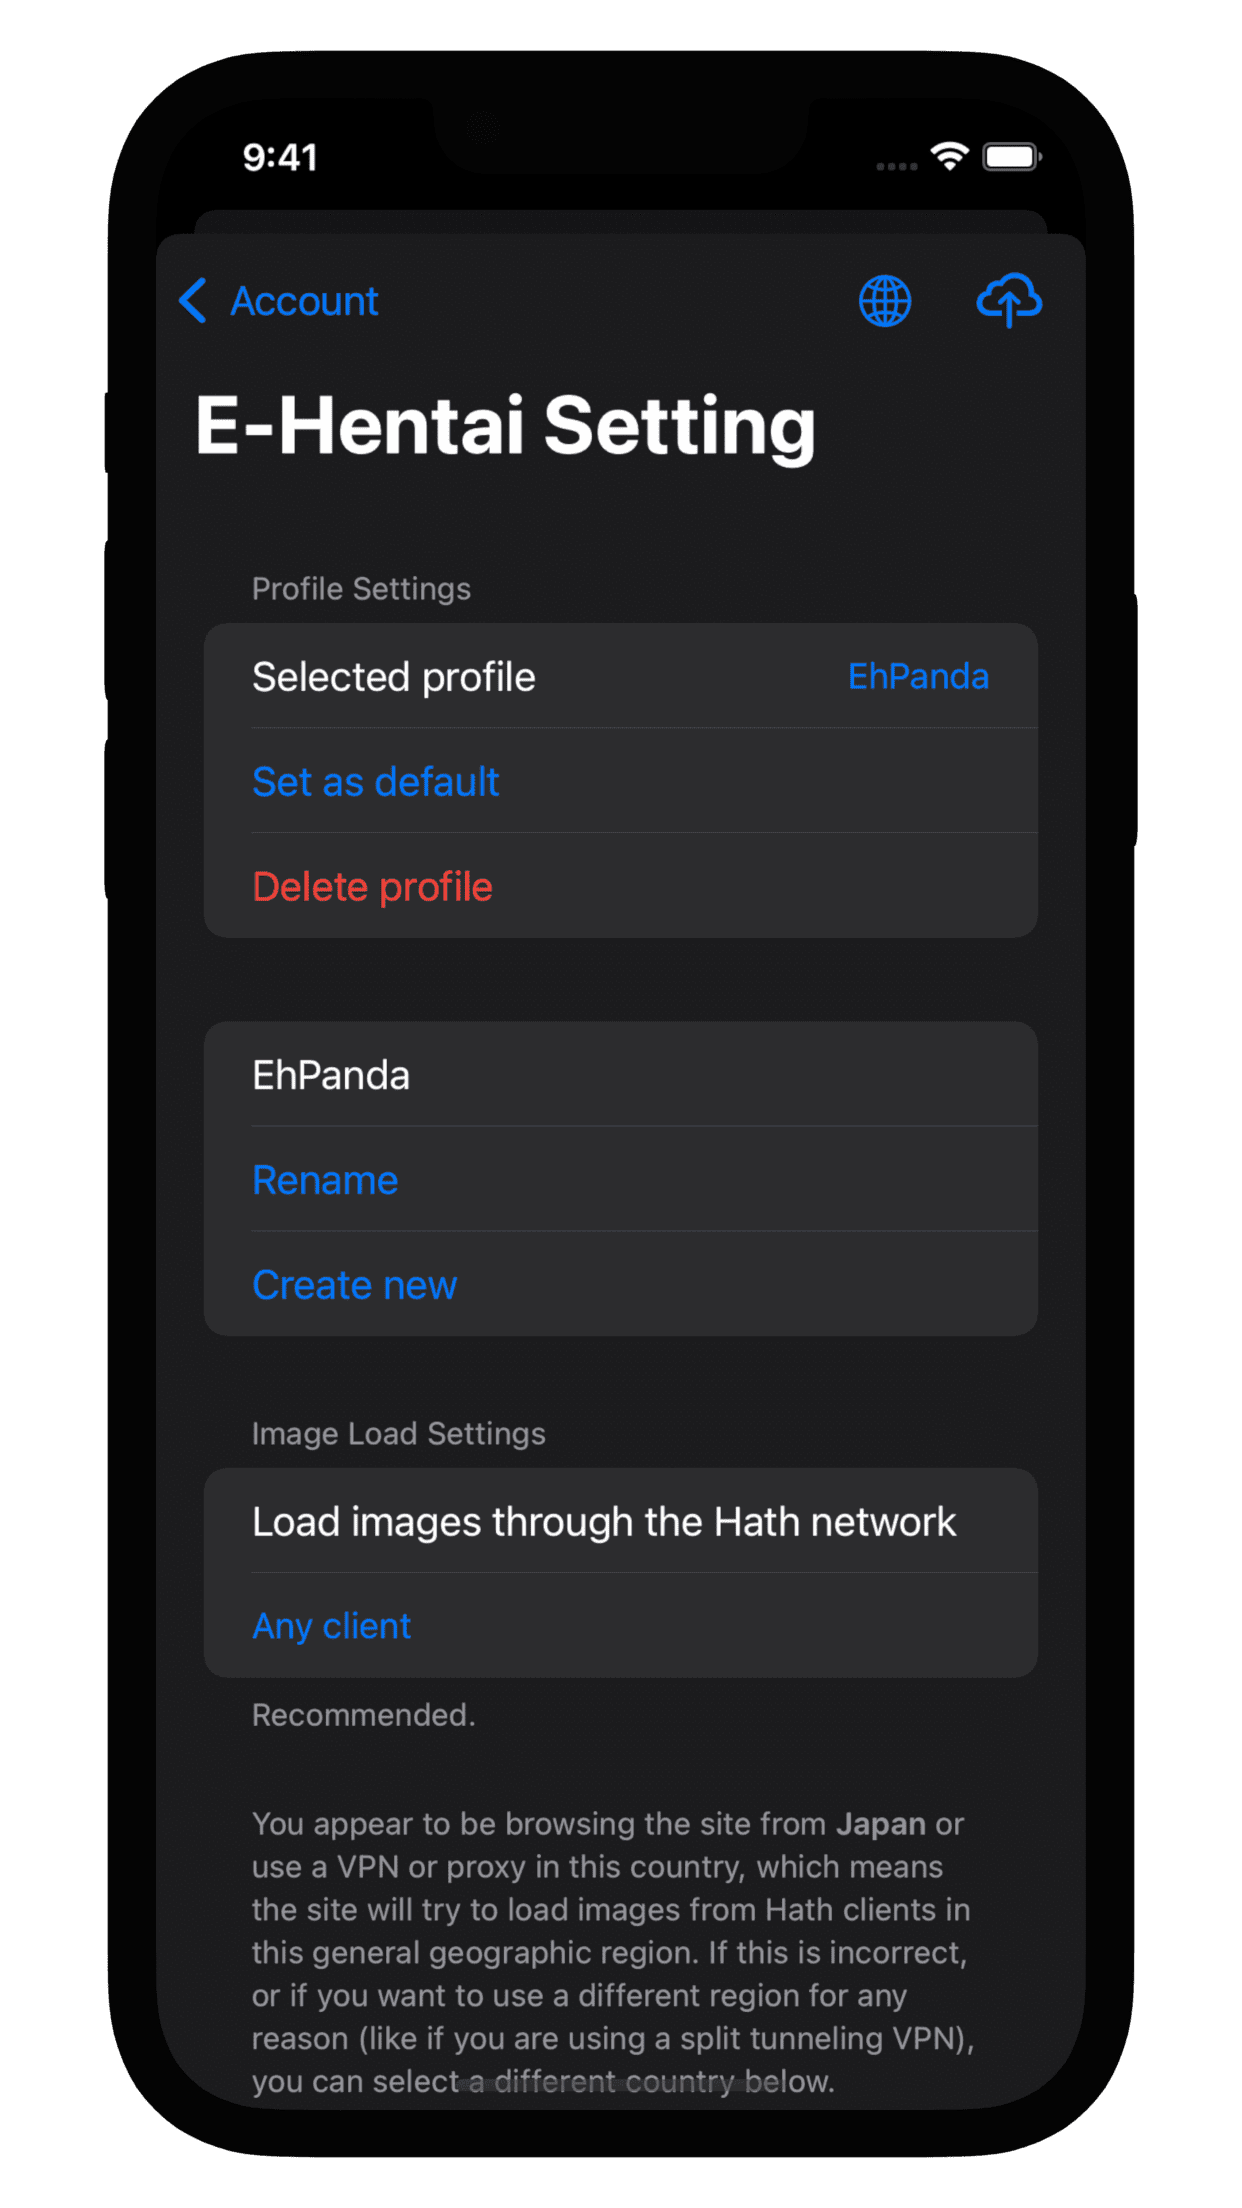 9:41
Account
E-Hentai Setting
Profile Settings
Selected profile EhPanda
Set as default
Delete profile
EhPanda
Rename
Create new
Image Load Settings
Load images through the Hath network
Any client
Recommended.
You appear to be browsing the site from Japan or
use a VPN or proxy in this country, which means
the site will try to load images from Hath clients in
this general geographic region. If this is incorrect,
or if you want to use a different region for any
reason (like if you are using a split tunneling VPN),
you can select a different country below.